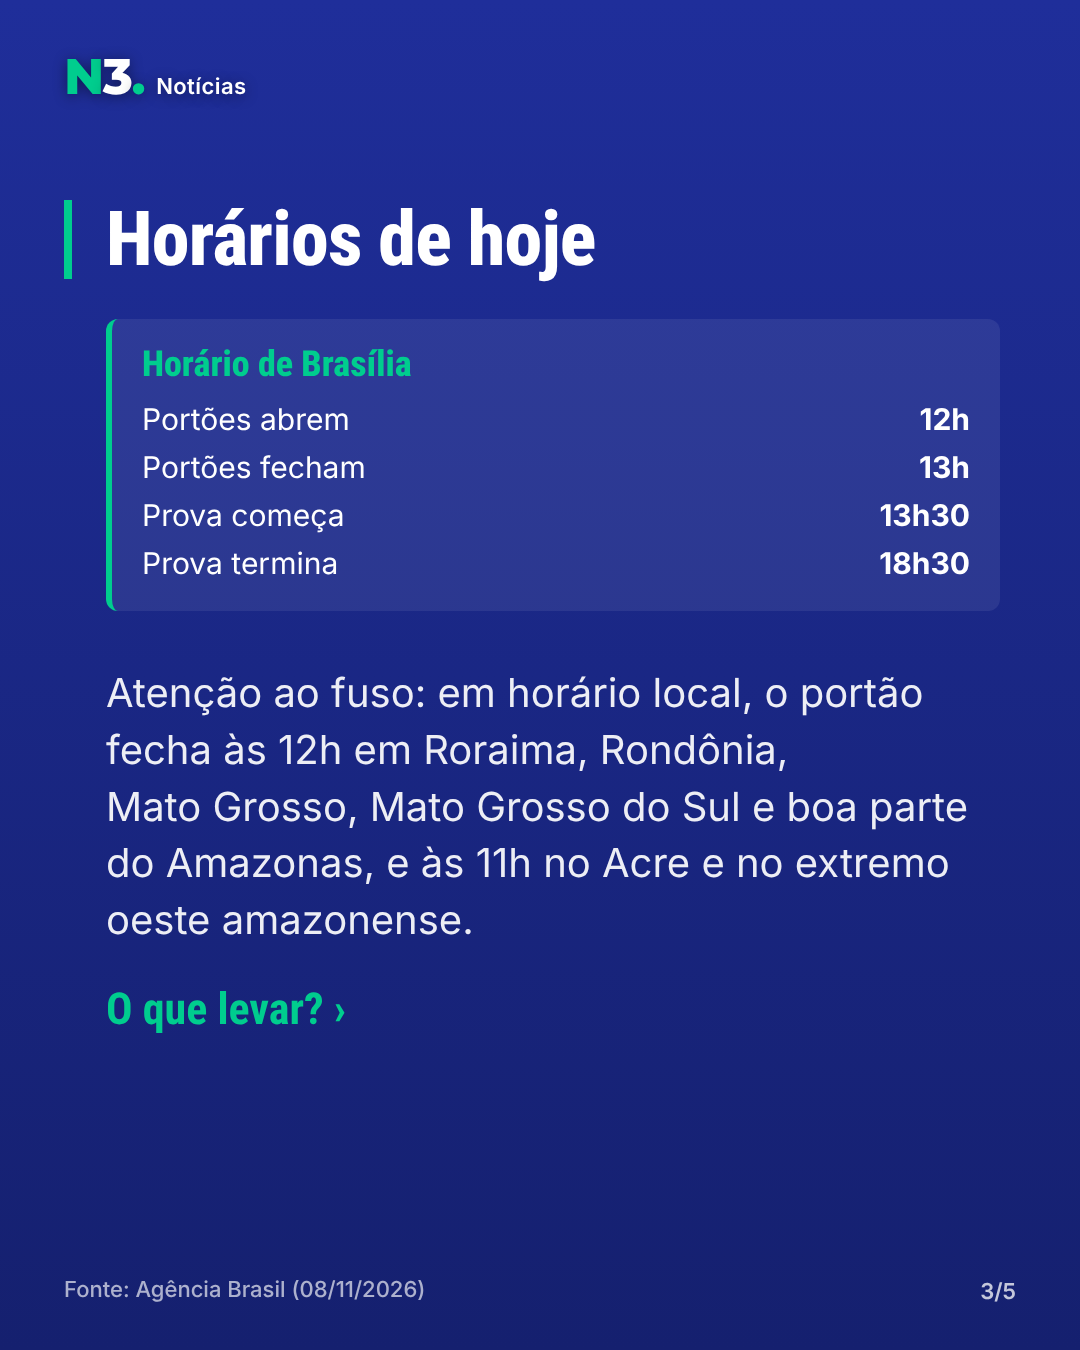 N3. Notícias
Horários de hoje
Horário de Brasília
Portões abrem 12h
Portões fecham 13h
Prova começa 13h30
Prova termina 18h30
Atenção ao fuso: em horário local, o portão
fecha às 12h em Roraima, Rondônia,
Mato Grosso, Mato Grosso do Sul e boa parte
do Amazonas, e às 11h no Acre e no extremo
oeste amazonense.
O que levar? ›
Fonte: Agência Brasil (08/11/2026) 3/5